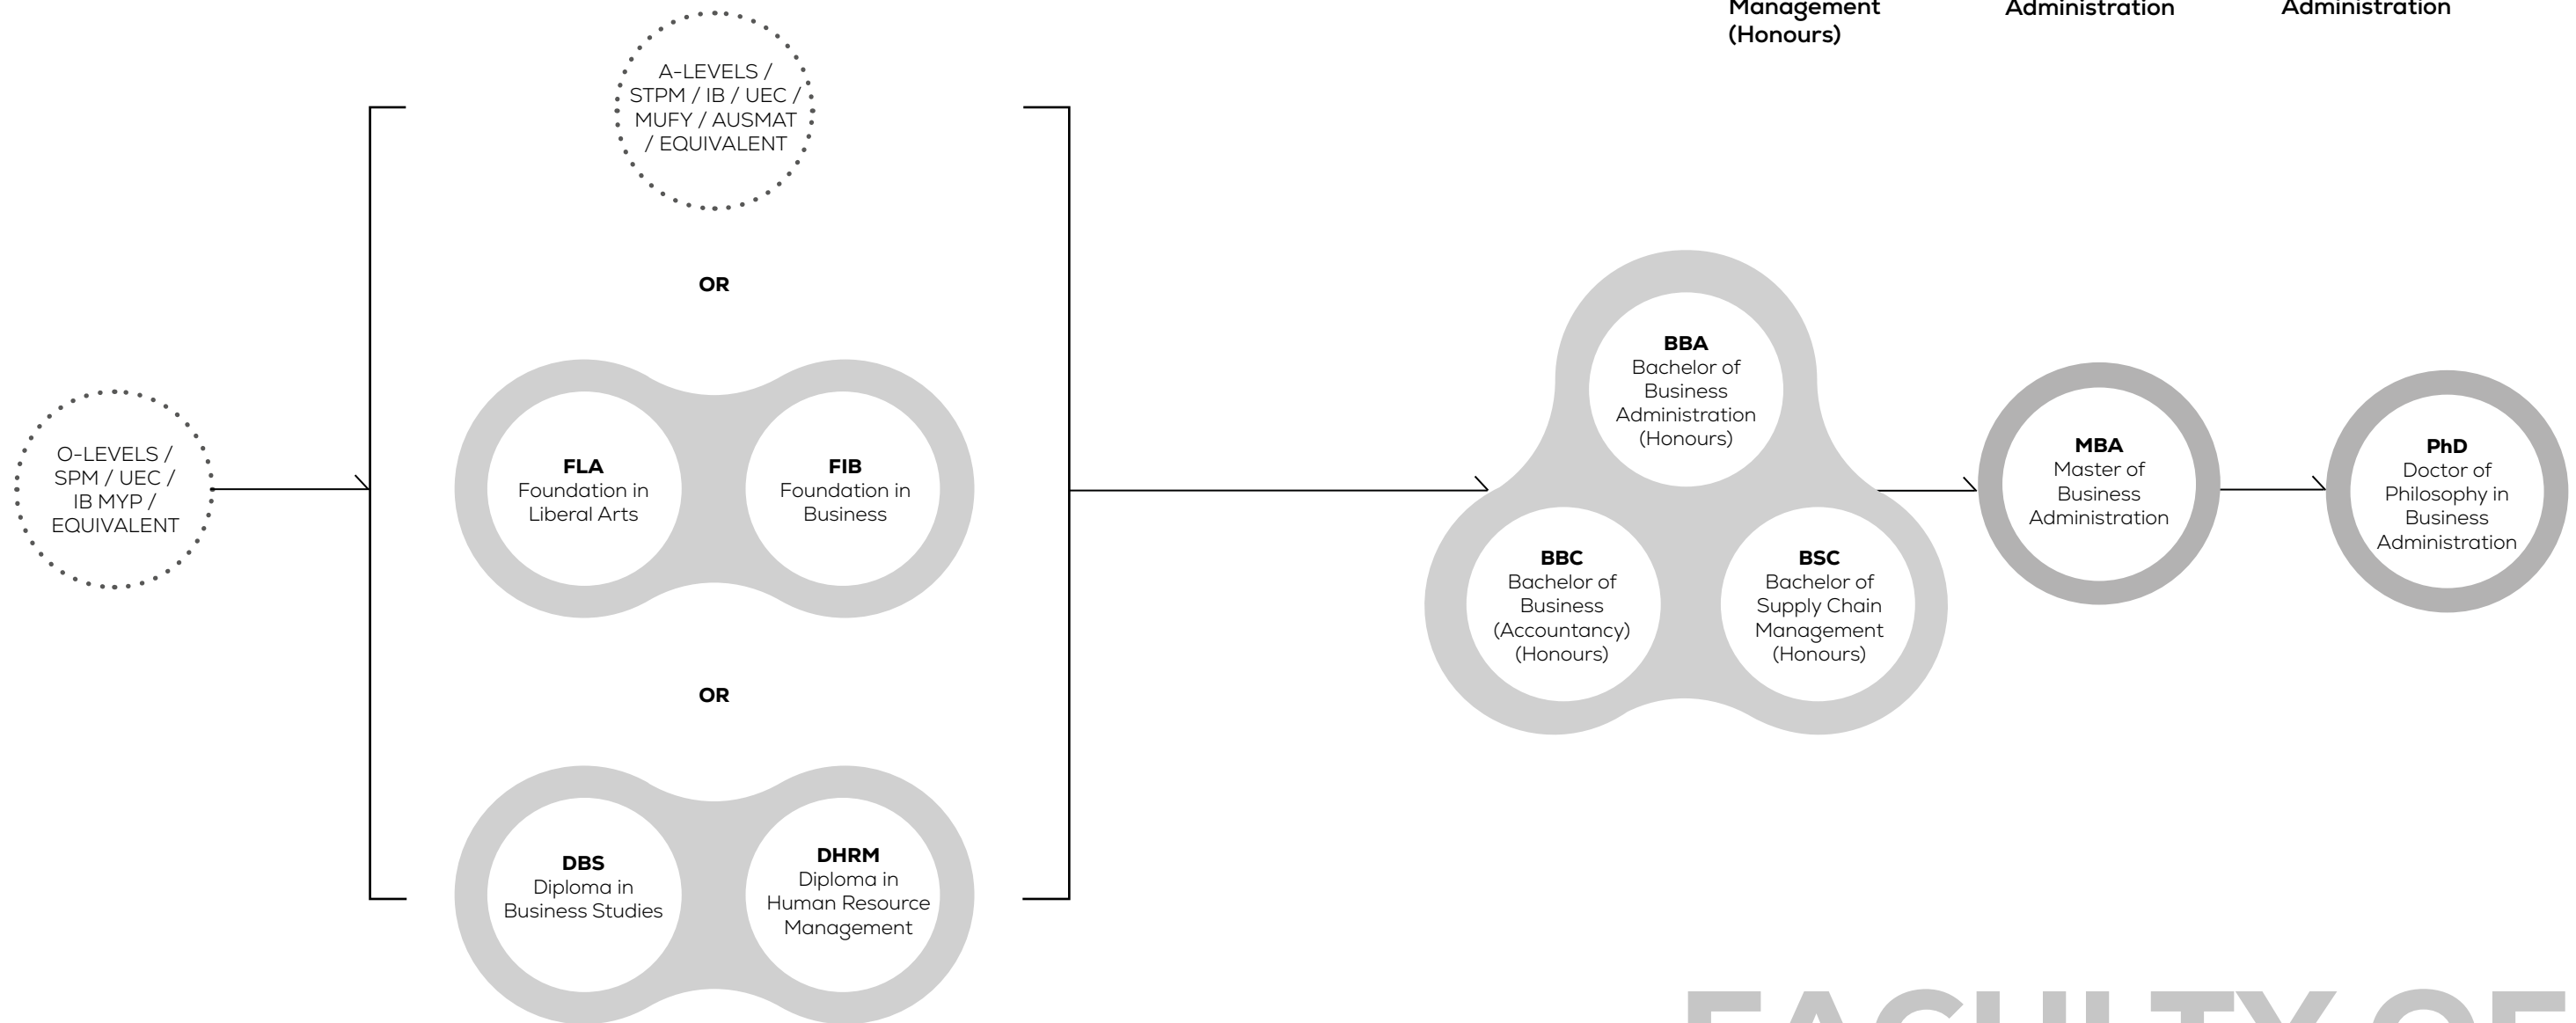 Management
(Honours)
Administration
Administration
A-LEVELS /
STPM / IB / UEC /
MUFY / AUSMAT
/ EQUIVALENT
OR
O-LEVELS /
SPM / UEC /
IB MYP /
EQUIVALENT
FLA
Foundation in
Liberal Arts
FIB
Foundation in
Business
OR
DBS
Diploma in
Business Studies
DHRM
Diploma in
Human Resource
Management
BBA
Bachelor of
Business
Administration
(Honours)
BBC
Bachelor of
Business
(Accountancy)
(Honours)
BSC
Bachelor of
Supply Chain
Management
(Honours)
MBA
Master of
Business
Administration
PhD
Doctor of
Philosophy in
Business
Administration
FACULTY OF